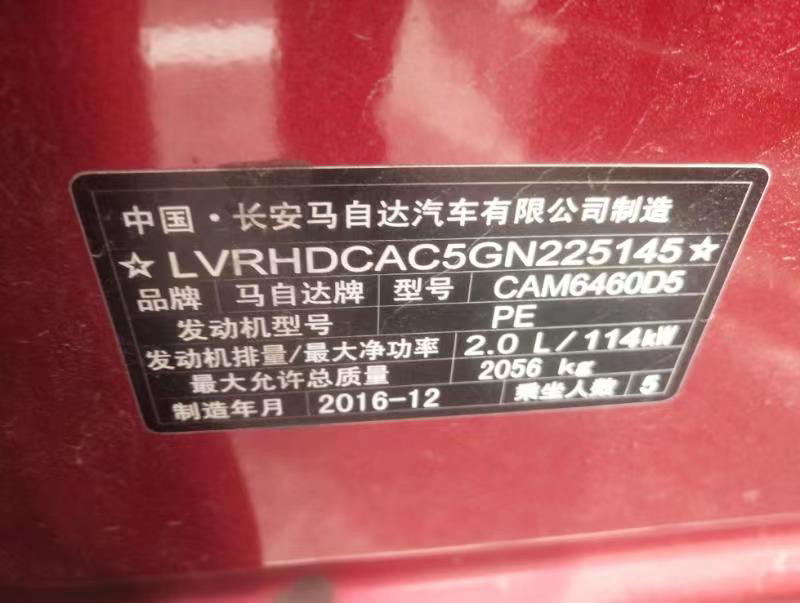 中国·长安马自达汽车有限公司制造
☆LVRHDCAC5GN225145☆
品牌 马自达牌 型号 CAM6460D5
发动机型号 PE
发动机排量/最大净功率 2.0 L/114kW
最大允许总质量 2056 kg
制造年月 2016-12 乘坐人数 5